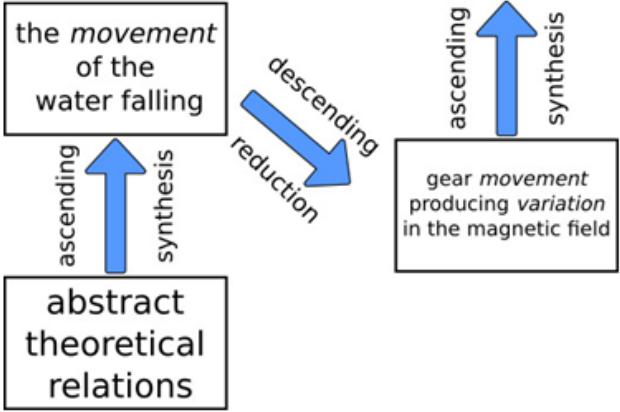 the movement
of the
water falling
ascending
synthesis
abstract
theoretical
relations
descending
reduction
ascending
synthesis
gear movement
producing variation
in the magnetic field